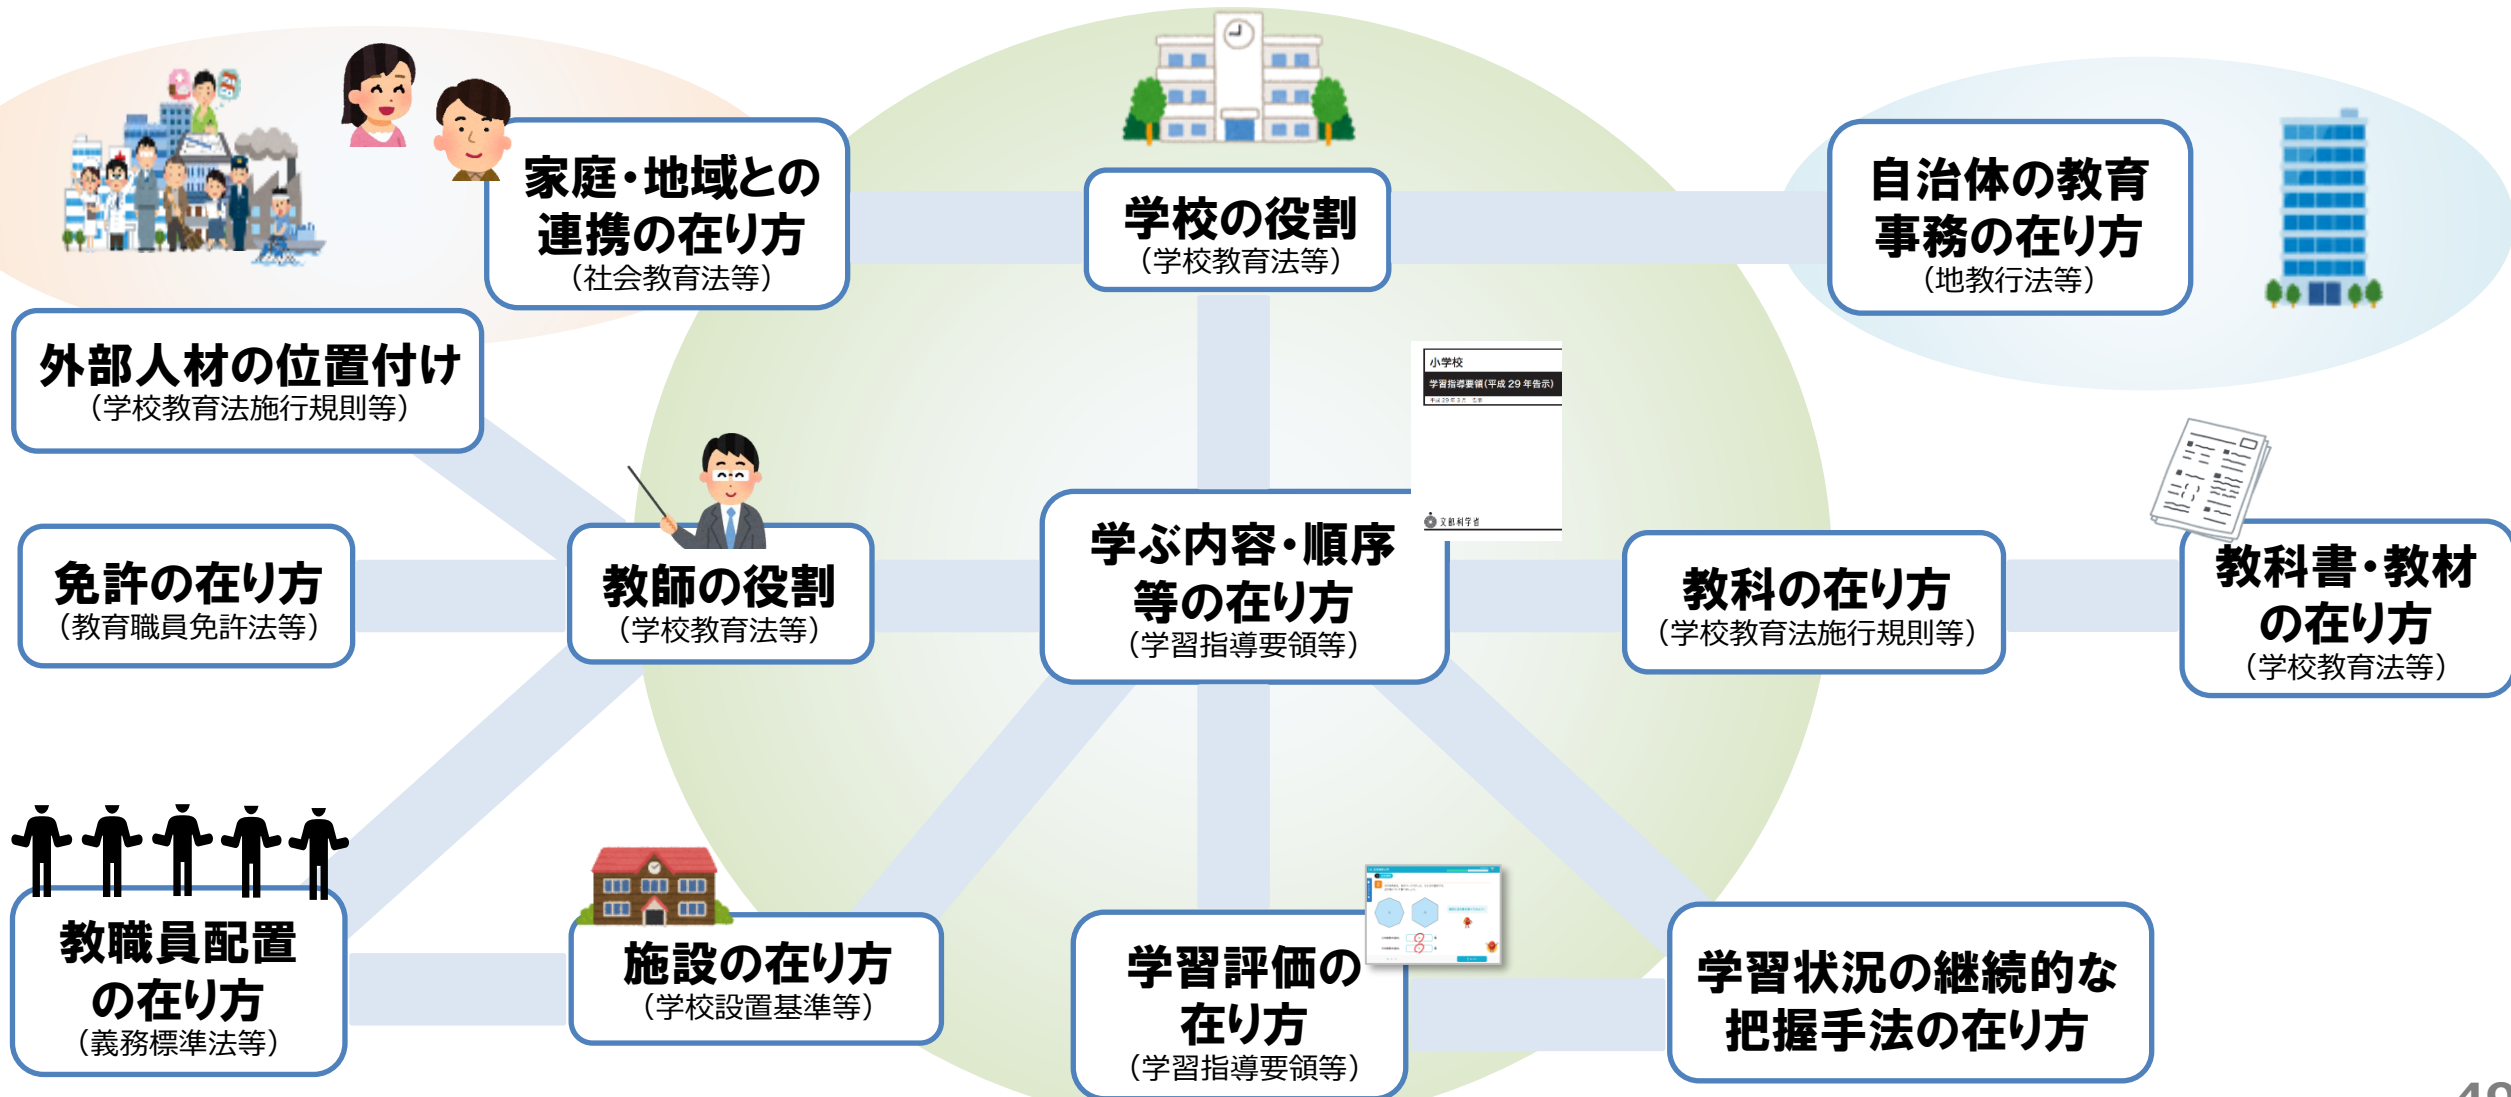 家庭・地域との
連携の在り方
（社会教育法等）
学校の役割
（学校教育法等）
自治体の教育
事務の在り方
（地教行法等）
外部人材の位置付け
（学校教育法施行規則等）
小学校
学習指導要領(平成 29 年告示)
文部科学省
免許の在り方
（教育職員免許法等）
教師の役割
（学校教育法等）
学ぶ内容・順序
等の在り方
（学習指導要領等）
教科の在り方
（学校教育法施行規則等）
教科書・教材
の在り方
（学校教育法等）
教職員配置
の在り方
（義務標準法等）
施設の在り方
（学校設置基準等）
学習評価の
在り方
（学習指導要領等）
学習状況の継続的な
把握手法の在り方